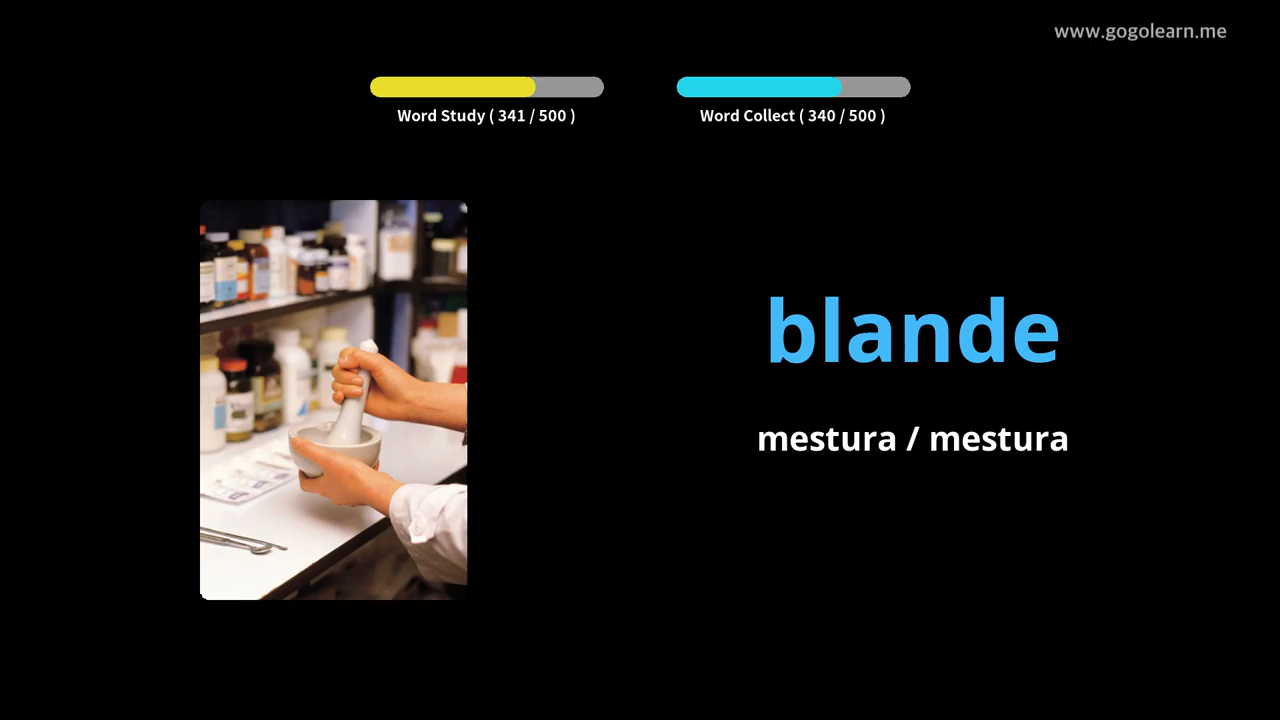 www.gogolearn.me
Word Study ( 341 / 500 )
Word Collect ( 340 / 500 )
blande
mestura / mestura